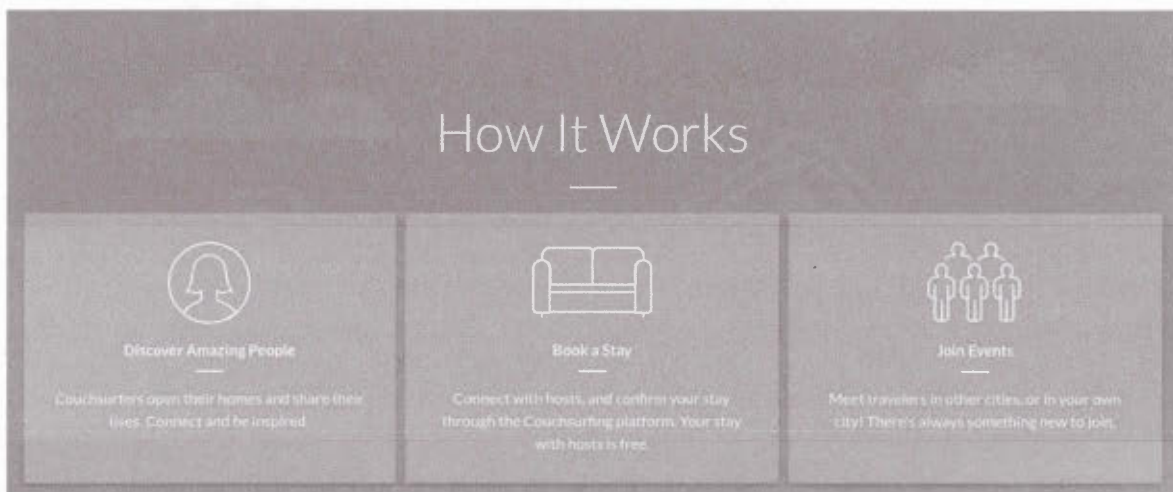 How It Works
Discover Amazing People
Couchsurfers open their homes and share their
lives. Connect and be inspired.
Book a Stay
Connect with hosts, and confirm your stay
through the Couchsurfing platform. Your stay
with hosts is free.
Join Events
Meet travelers in other cities, or in your own
city! There's always something new to join.